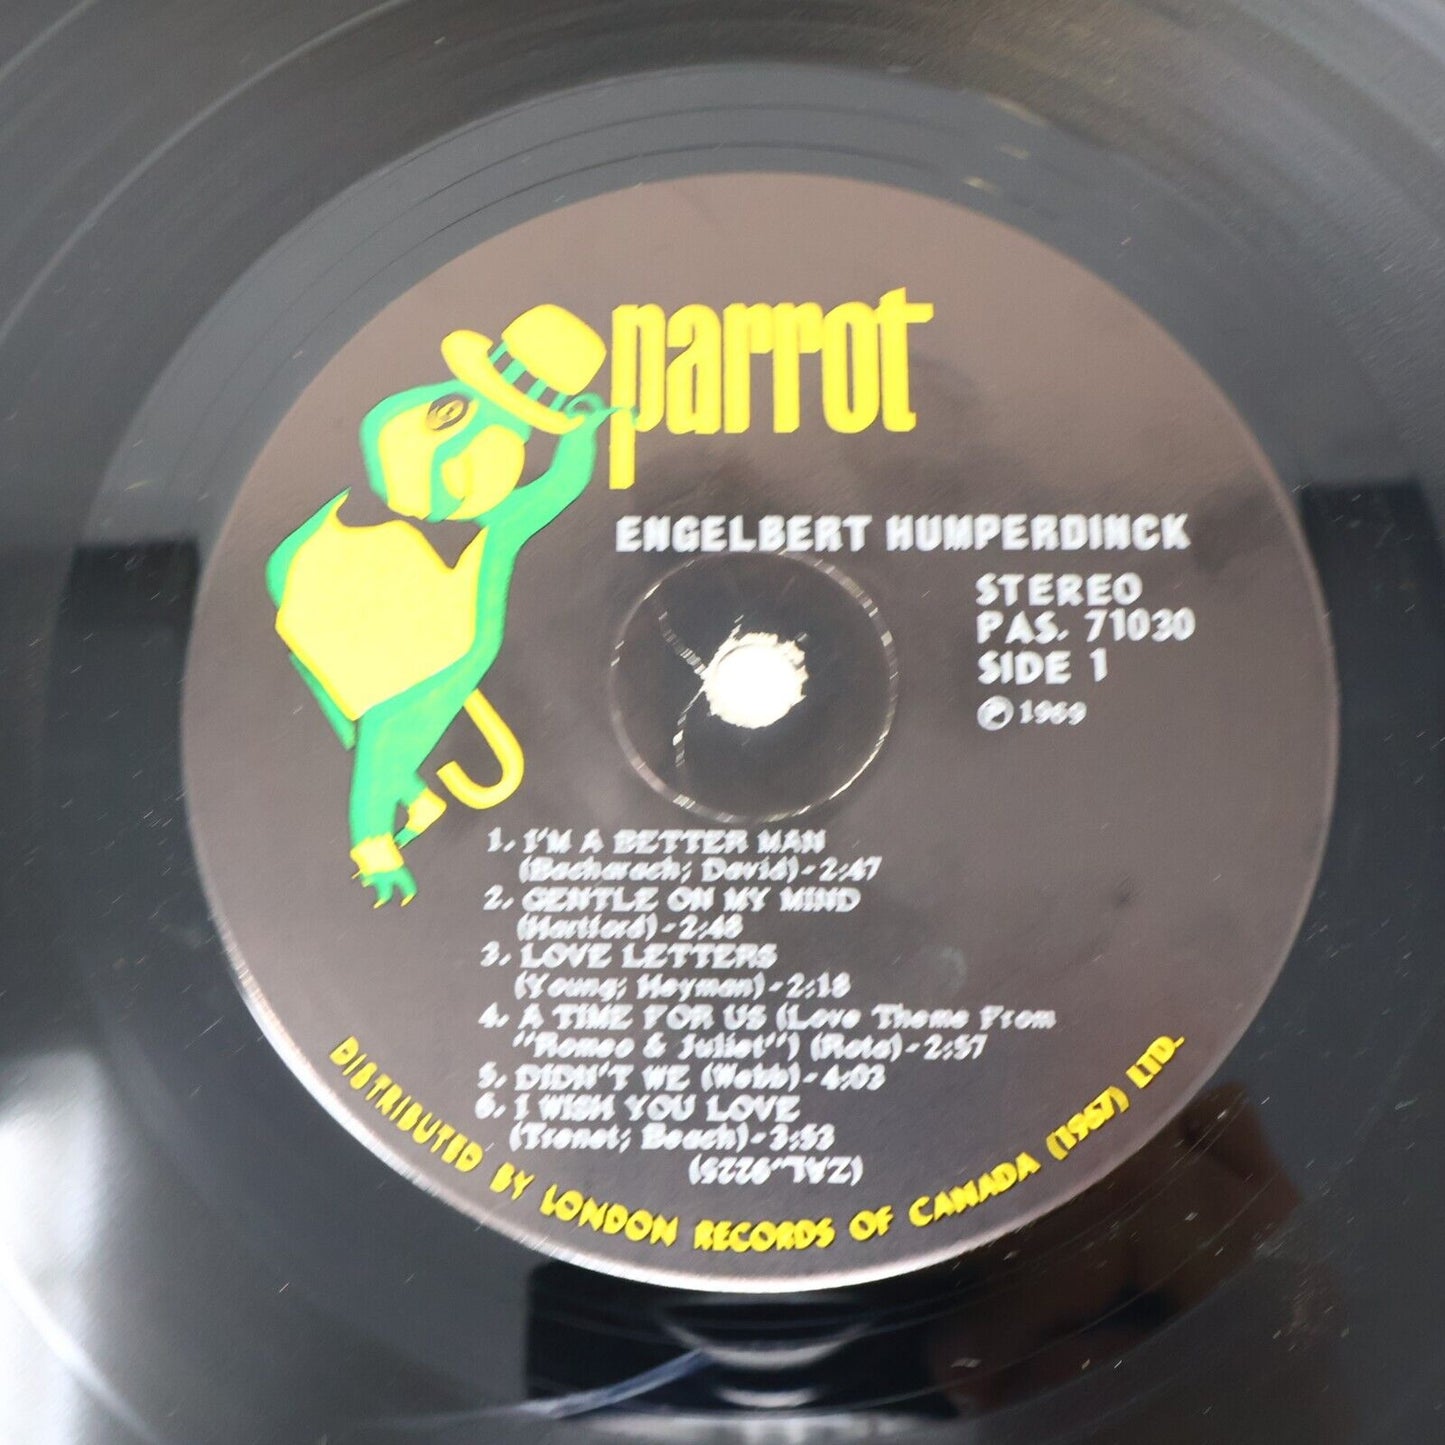 parrot
ENGELBERT HUMPERDINCK
STEREO
PAS. 71030
SIDE 1
Ⓟ 1969
1. I'M A BETTER MAN
(Bacharach; David)-2:47
2. GENTLE ON MY MIND
(Hartford)-2:48
3. LOVE LETTERS
(Young; Heyman)-2:18
4. A TIME FOR US (Love Theme From
"Romeo & Juliet") (Rota)-2:57
5. DIDN'T WE (Webb)-4:03
6. I WISH YOU LOVE
(Trenet; Beach)-3:53
(ZAL. 9225)
DISTRIBUTED BY LONDON RECORDS OF CANADA (1967) LTD.